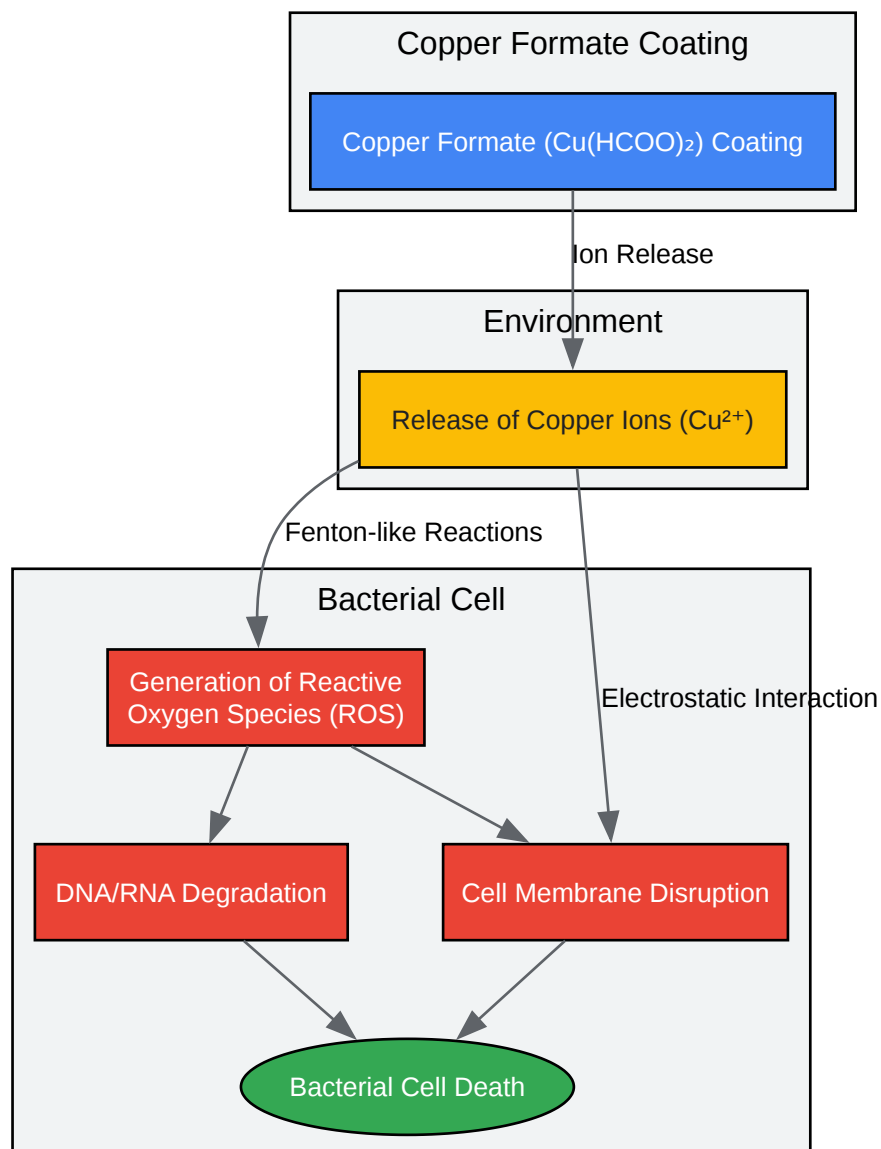 Copper Formate Coating
Copper Formate (Cu(HCOO)₂) Coating
Ion Release
Environment
Release of Copper Ions (Cu²⁺)
Fenton-like Reactions
Bacterial Cell
Generation of Reactive
Oxygen Species (ROS)
Electrostatic Interaction
DNA/RNA Degradation
Cell Membrane Disruption
Bacterial Cell Death